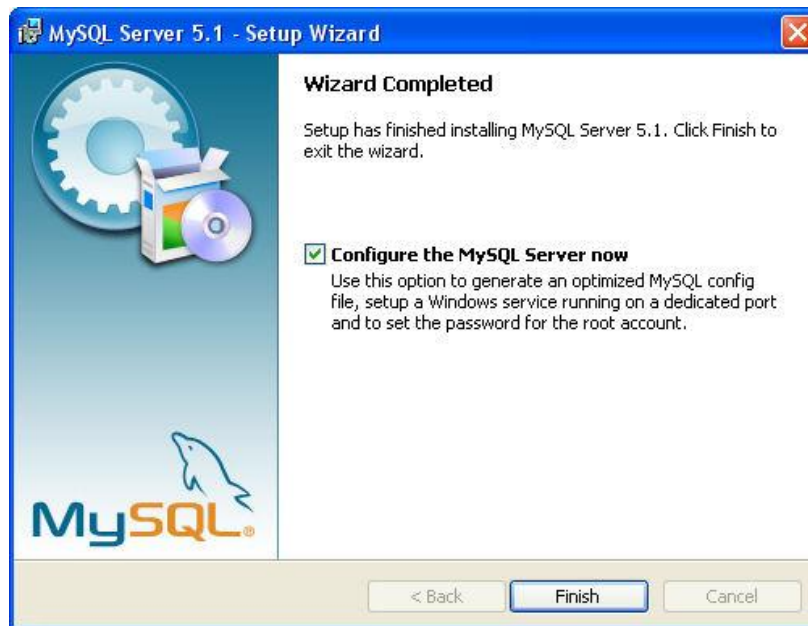 MySQL Server 5.1 - Setup Wizard
Wizard Completed
Setup has finished installing MySQL Server 5.1. Click Finish to
exit the wizard.
Configure the MySQL Server now
Use this option to generate an optimized MySQL config
file, setup a Windows service running on a dedicated port
and to set the password for the root account.
MySQL®
< Back
Finish
Cancel